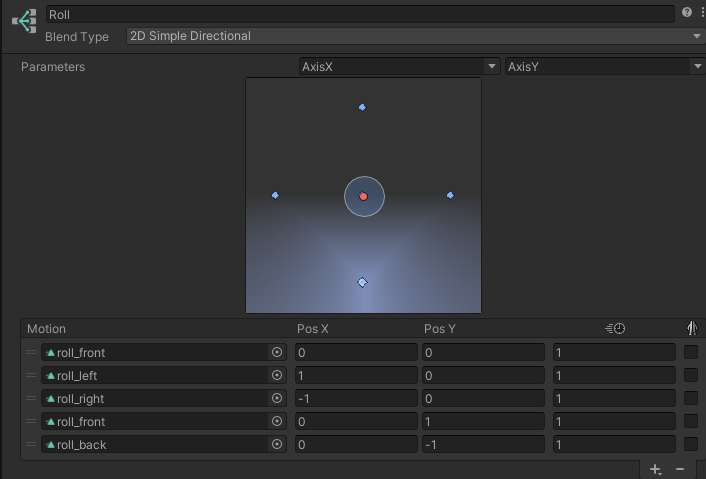 Roll
Blend Type 2D Simple Directional
Parameters AxisX AxisY
Motion Pos X Pos Y
roll_front 0 0 1
roll_left 1 0 1
roll_right -1 0 1
roll_front 0 1 1
roll_back 0 -1 1